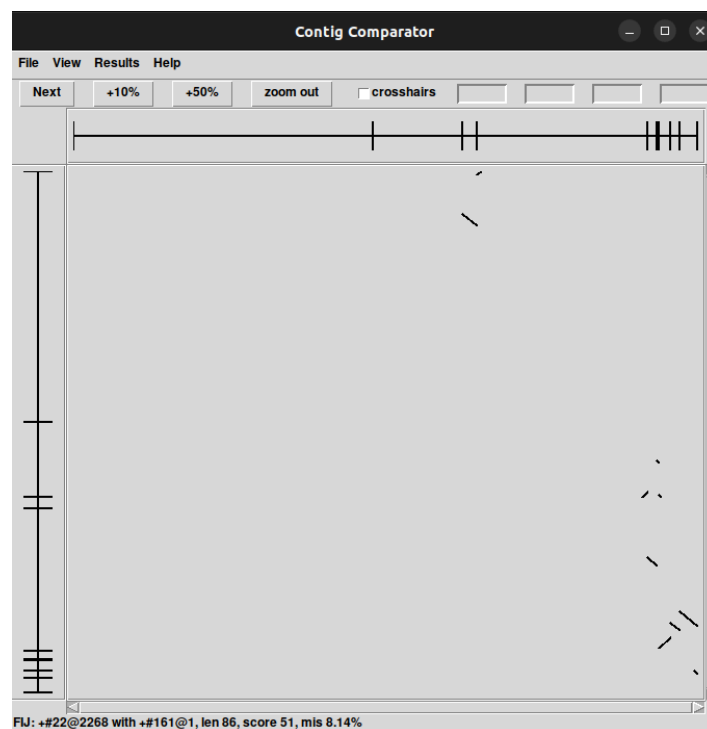 Contig Comparator
File View Results Help
Next +10% +50% zoom out crosshairs
FIJ: +#22@2268 with +#161@1, len 86, score 51, mis 8.14%